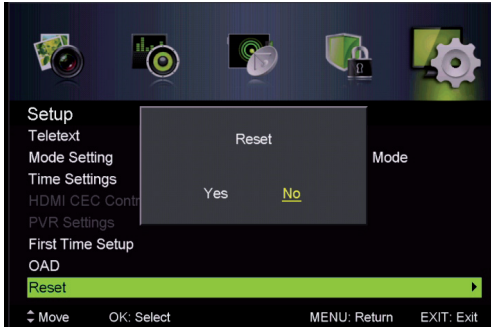 Setup
Teletext
Reset
Mode Setting
Mode
Time Settings
HDMI CEC Contr
Yes No
PVR Settings
First Time Setup
OAD
Reset
Move OK: Select MENU: Return EXIT: Exit